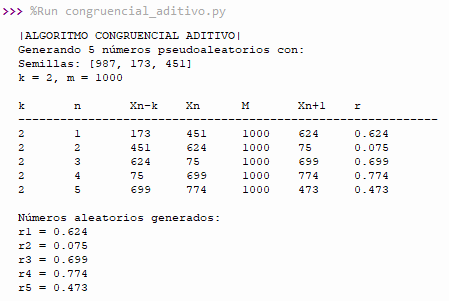 >>> %Run congruencial_aditivo.py
|ALGORITMO CONGRUENCIAL ADITIVO|
Generando 5 números pseudoaleatorios con:
Semillas: [987, 173, 451]
k = 2, m = 1000
k n Xn-k Xn M Xn+1 r
------------------------------------------------------------
2 1 173 451 1000 624 0.624
2 2 451 624 1000 75 0.075
2 3 624 75 1000 699 0.699
2 4 75 699 1000 774 0.774
2 5 699 774 1000 473 0.473
Números aleatorios generados:
r1 = 0.624
r2 = 0.075
r3 = 0.699
r4 = 0.774
r5 = 0.473